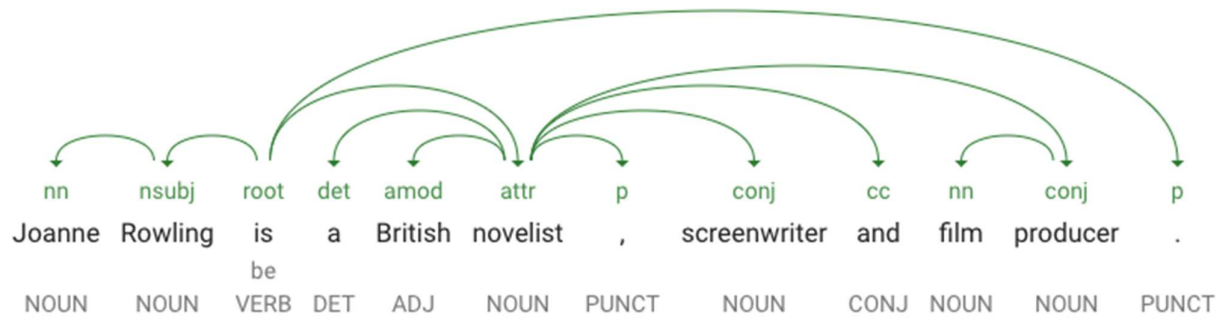 nn nsubj root det amod attr p conj cc nn conj p
Joanne Rowling is a British novelist , screenwriter and film producer .
be
NOUN NOUN VERB DET ADJ NOUN PUNCT NOUN CONJ NOUN NOUN PUNCT